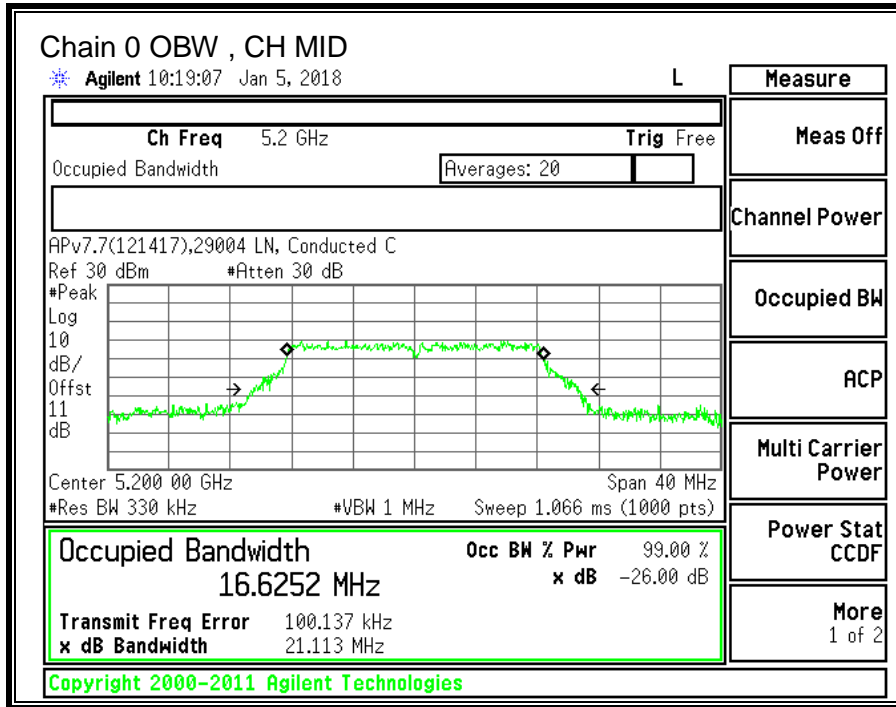 Chain 0 OBW , CH MID
Agilent 10:19:07 Jan 5, 2018 L
Measure
Ch Freq 5.2 GHz Trig Free
Occupied Bandwidth Averages: 20
APv7.7(121417),29004 LN, Conducted C
Ref 30 dBm #Atten 30 dB
#Peak
Log
10
dB/
Offst
11
dB
Center 5.200 00 GHz Span 40 MHz
#Res BW 330 kHz #VBW 1 MHz Sweep 1.066 ms (1000 pts)
Occupied Bandwidth Occ BW % Pwr 99.00 %
16.6252 MHz x dB -26.00 dB
Transmit Freq Error 100.137 kHz
x dB Bandwidth 21.113 MHz
Meas Off
Channel Power
Occupied BW
ACP
Multi Carrier
Power
Power Stat
CCDF
More
1 of 2
Copyright 2000-2011 Agilent Technologies